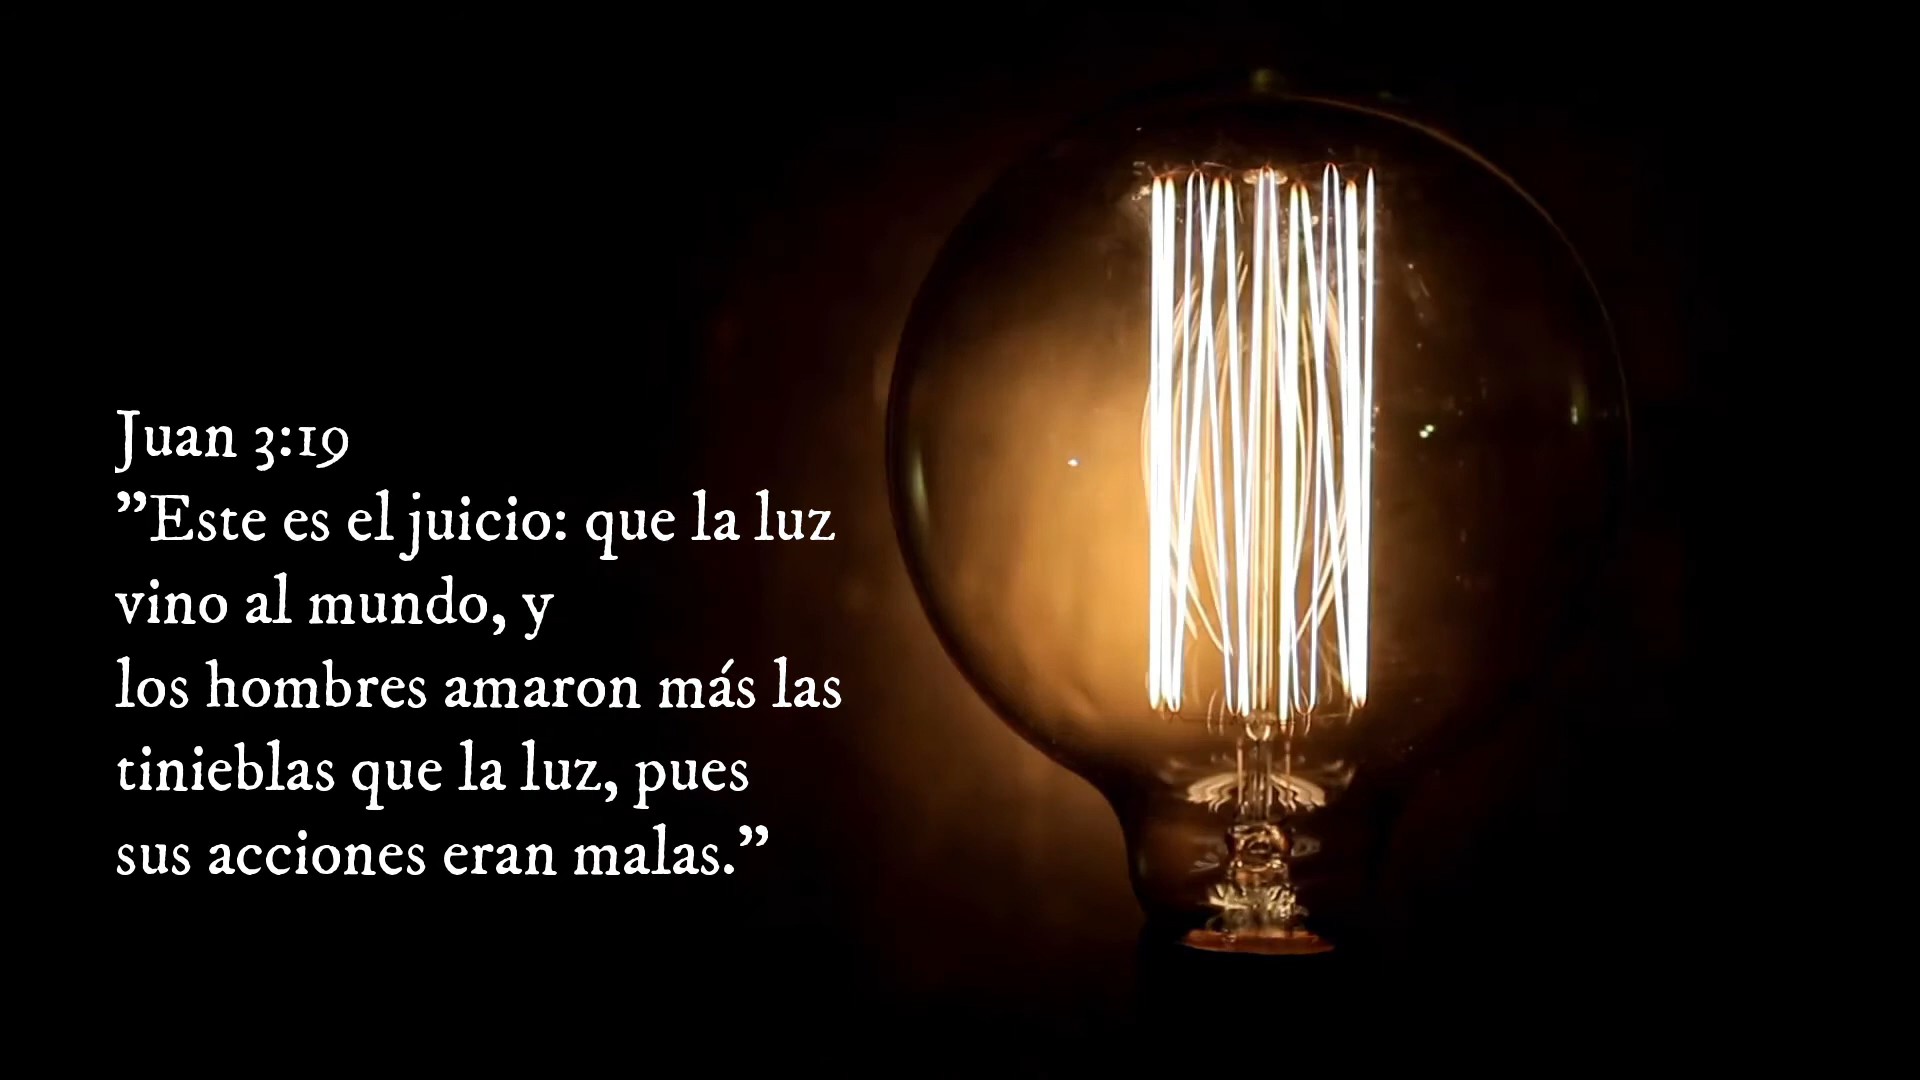 Juan 3:19
”Este es el juicio: que la luz
vino al mundo, y
los hombres amaron más las
tinieblas que la luz, pues
sus acciones eran malas.”